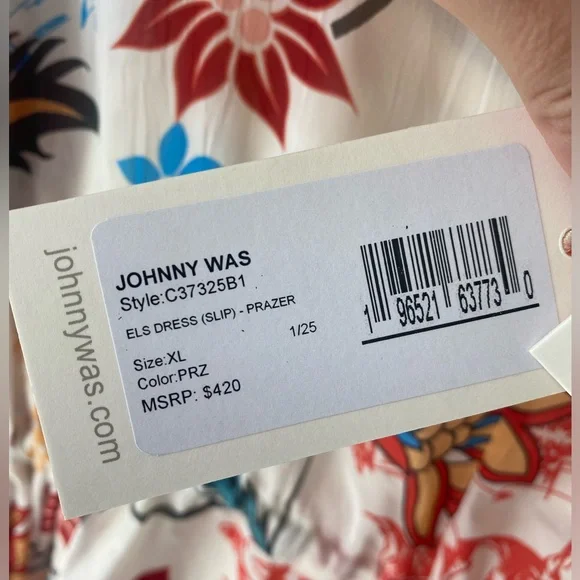 johnnywas.com
JOHNNY WAS
Style:C37325B1
ELS DRESS (SLIP) - PRAZER
1/25
Size:XL
Color:PRZ
MSRP: $420
1 96521 63773 0